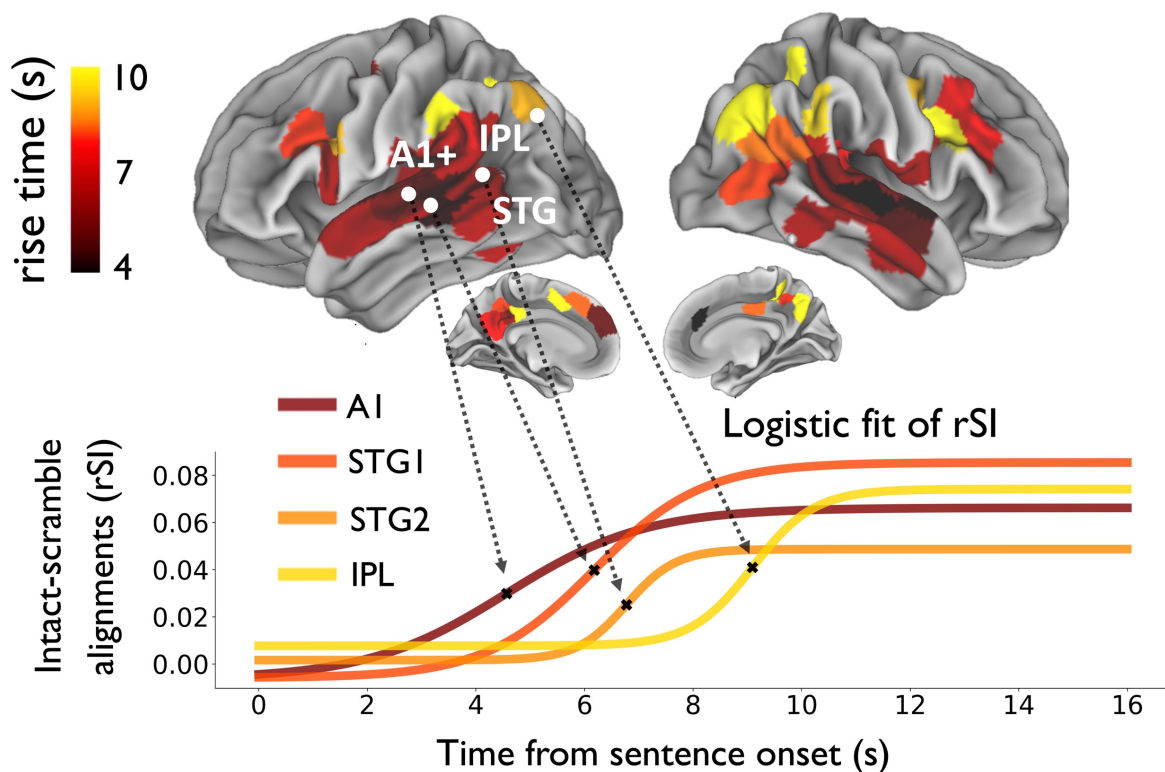 rise time (s)
10
7
4
A1+
IPL
STG
A1
STG1
STG2
IPL
Logistic fit of rSI
Intact-scramble
alignments (rSI)
0.08
0.06
0.04
0.02
0.00
0 2 4 6 8 10 12 14 16
Time from sentence onset (s)